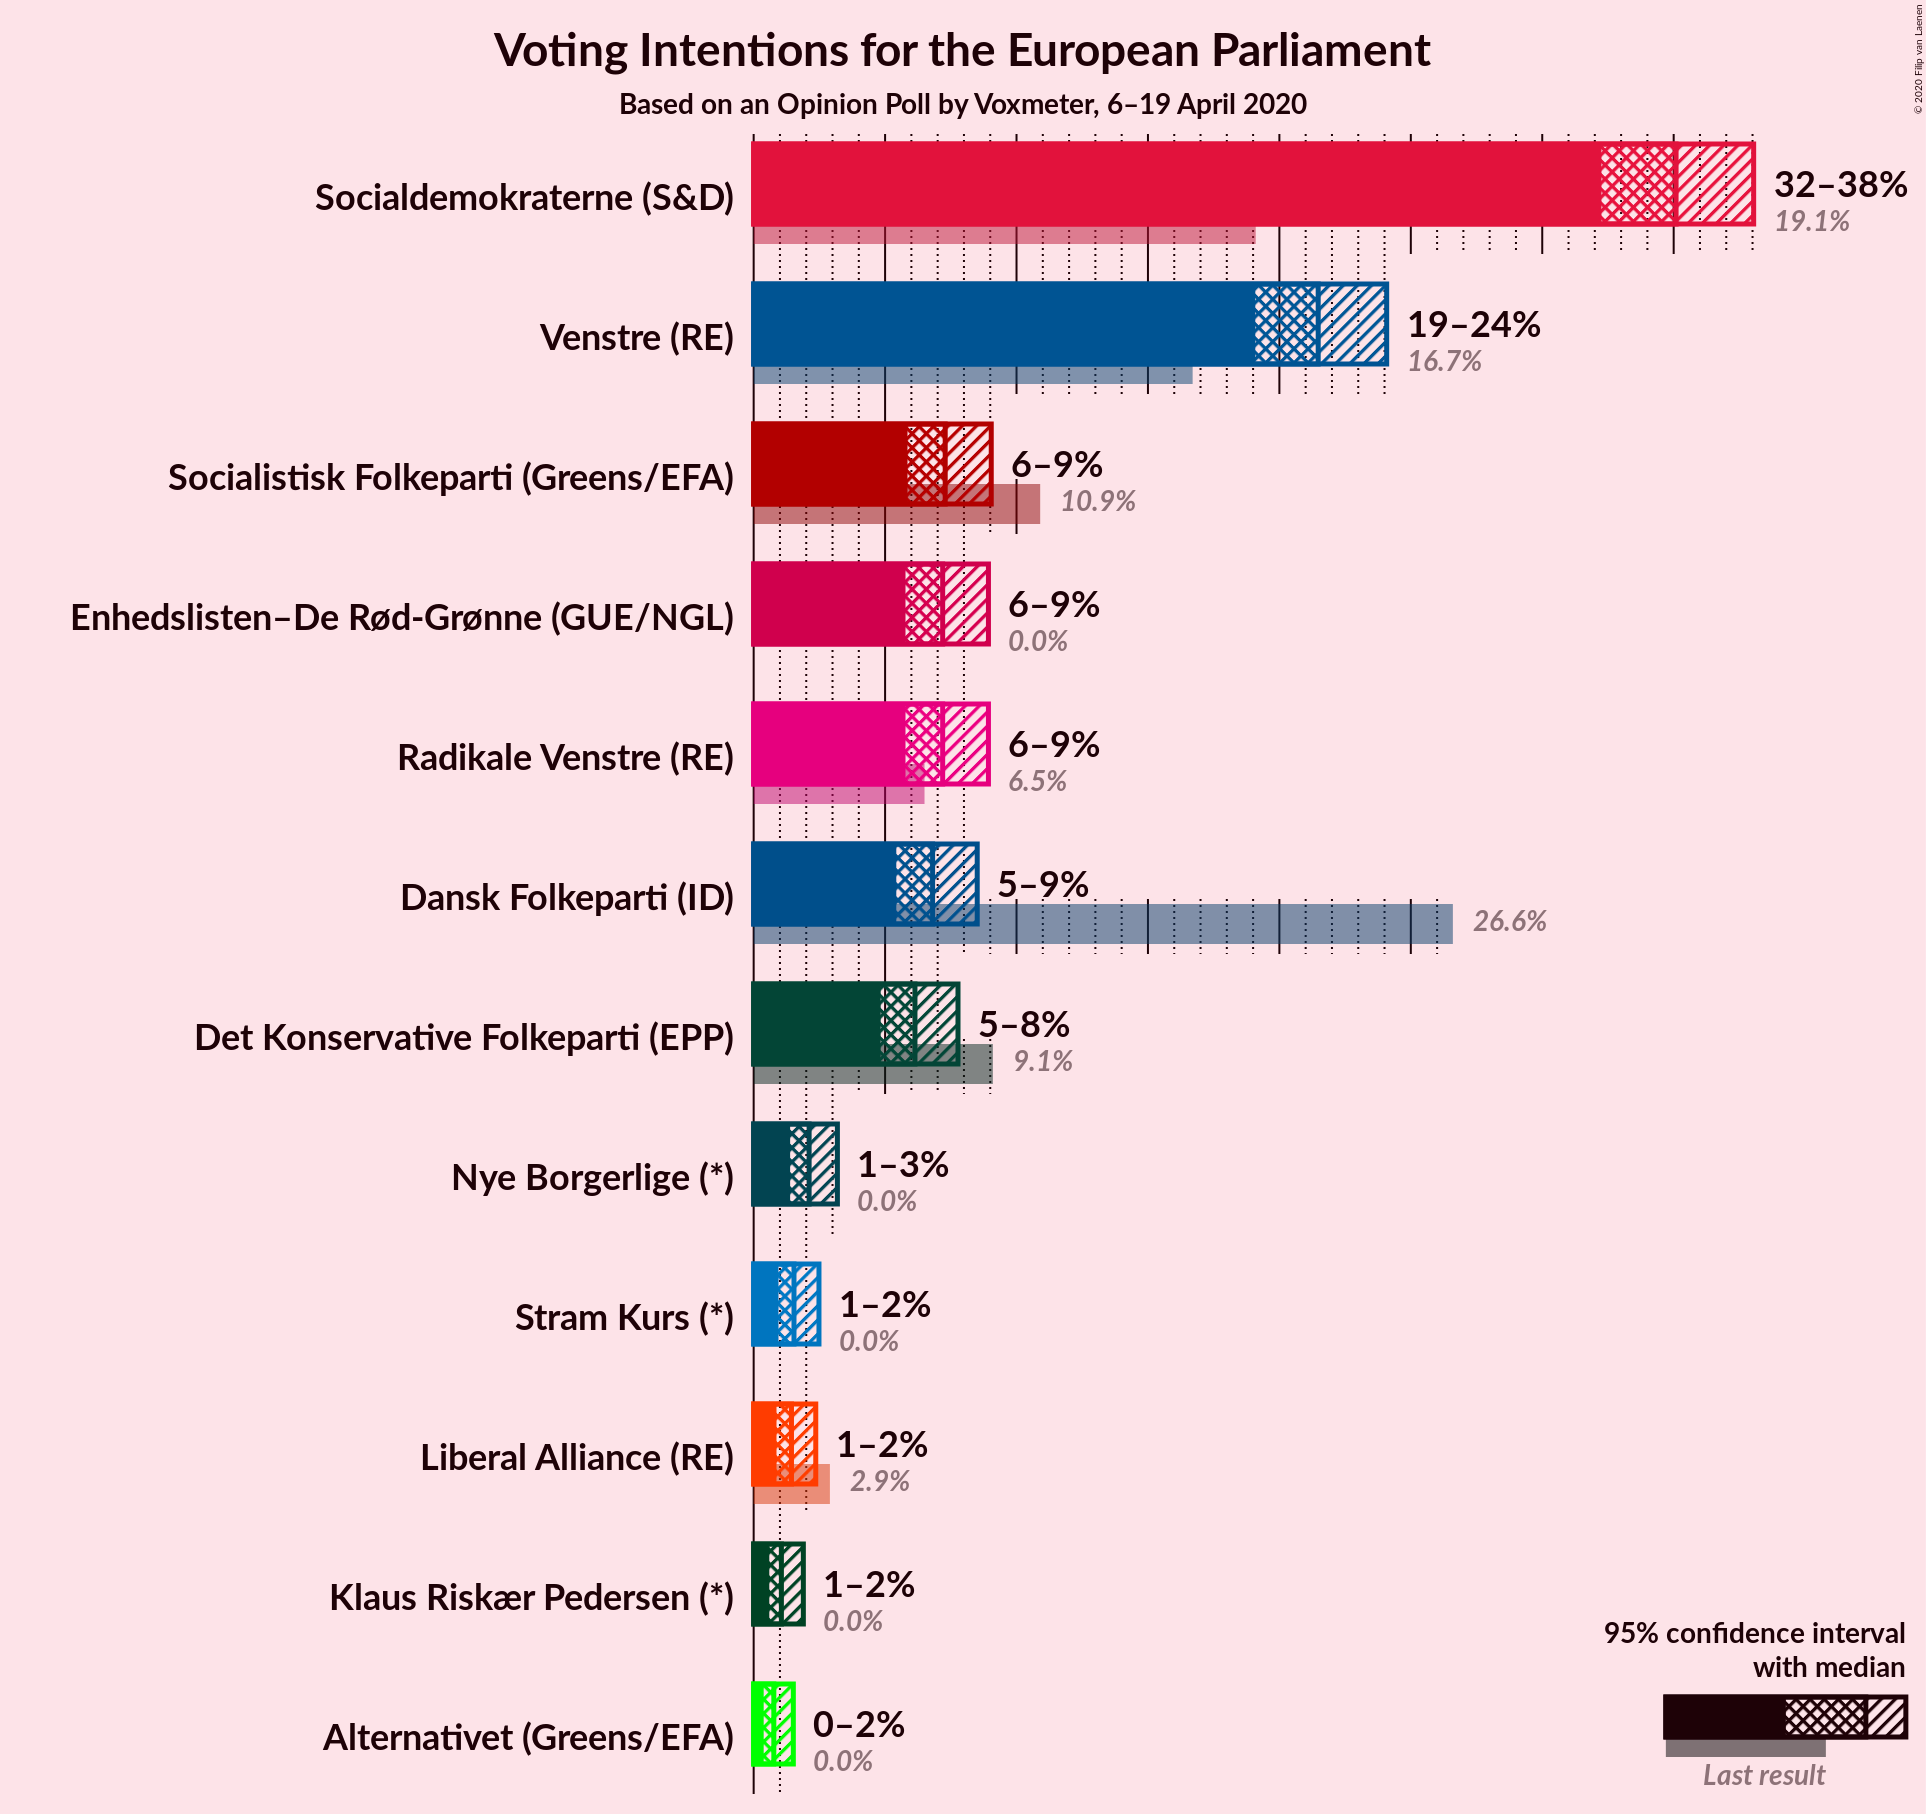 Voting Intentions for the European Parliament
Based on an Opinion Poll by Voxmeter, 6–19 April 2020
© 2020 Filip van Laenen
Socialdemokraterne (S&D)
32–38%
19.1%
Venstre (RE)
19–24%
16.7%
Socialistisk Folkeparti (Greens/EFA)
6–9%
10.9%
Enhedslisten–De Rød-Grønne (GUE/NGL)
6–9%
0.0%
Radikale Venstre (RE)
6–9%
6.5%
Dansk Folkeparti (ID)
5–9%
26.6%
Det Konservative Folkeparti (EPP)
5–8%
9.1%
Nye Borgerlige (*)
1–3%
0.0%
Stram Kurs (*)
1–2%
0.0%
Liberal Alliance (RE)
1–2%
2.9%
Klaus Riskær Pedersen (*)
1–2%
0.0%
Alternativet (Greens/EFA)
0–2%
0.0%
95% confidence interval
with median
Last result